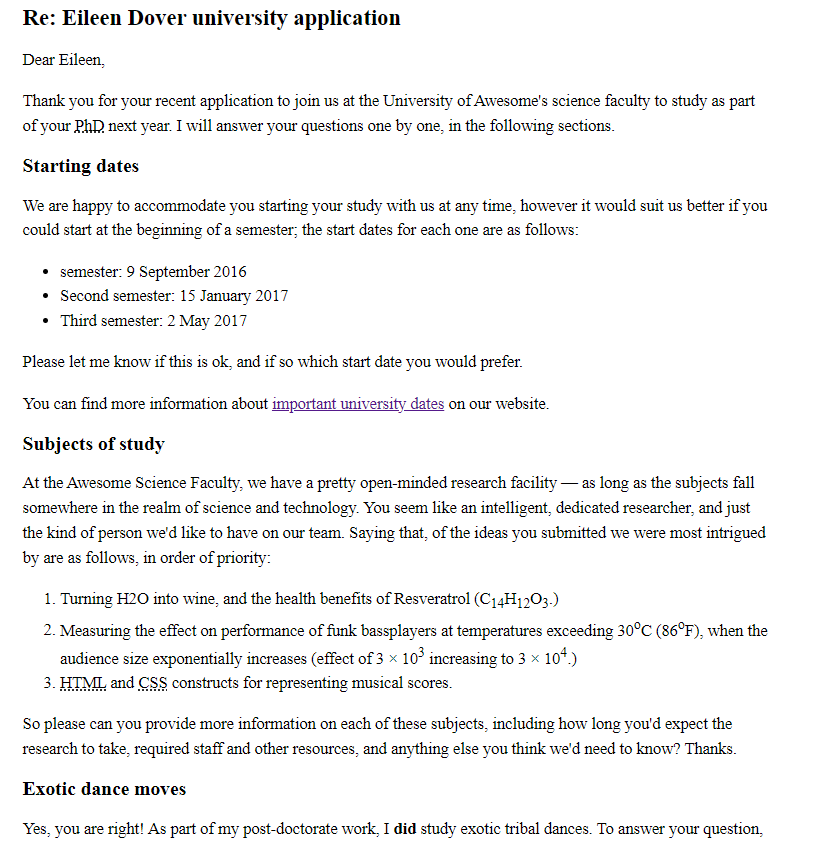 Re: Eileen Dover university application
Dear Eileen,
Thank you for your recent application to join us at the University of Awesome's science faculty to study as part
of your PhD next year. I will answer your questions one by one, in the following sections.
Starting dates
We are happy to accommodate you starting your study with us at any time, however it would suit us better if you
could start at the beginning of a semester; the start dates for each one are as follows:
• semester: 9 September 2016
• Second semester: 15 January 2017
• Third semester: 2 May 2017
Please let me know if this is ok, and if so which start date you would prefer.
You can find more information about important university dates on our website.
Subjects of study
At the Awesome Science Faculty, we have a pretty open-minded research facility — as long as the subjects fall
somewhere in the realm of science and technology. You seem like an intelligent, dedicated researcher, and just
the kind of person we'd like to have on our team. Saying that, of the ideas you submitted we were most intrigued
by are as follows, in order of priority:
1. Turning H2O into wine, and the health benefits of Resveratrol (C₁₄H₁₂O₃.)
2. Measuring the effect on performance of funk bassplayers at temperatures exceeding 30⁰C (86⁰F), when the
audience size exponentially increases (effect of 3 × 10³ increasing to 3 × 10⁴.)
3. HTML and CSS constructs for representing musical scores.
So please can you provide more information on each of these subjects, including how long you'd expect the
research to take, required staff and other resources, and anything else you think we'd need to know? Thanks.
Exotic dance moves
Yes, you are right! As part of my post-doctorate work, I did study exotic tribal dances. To answer your question,